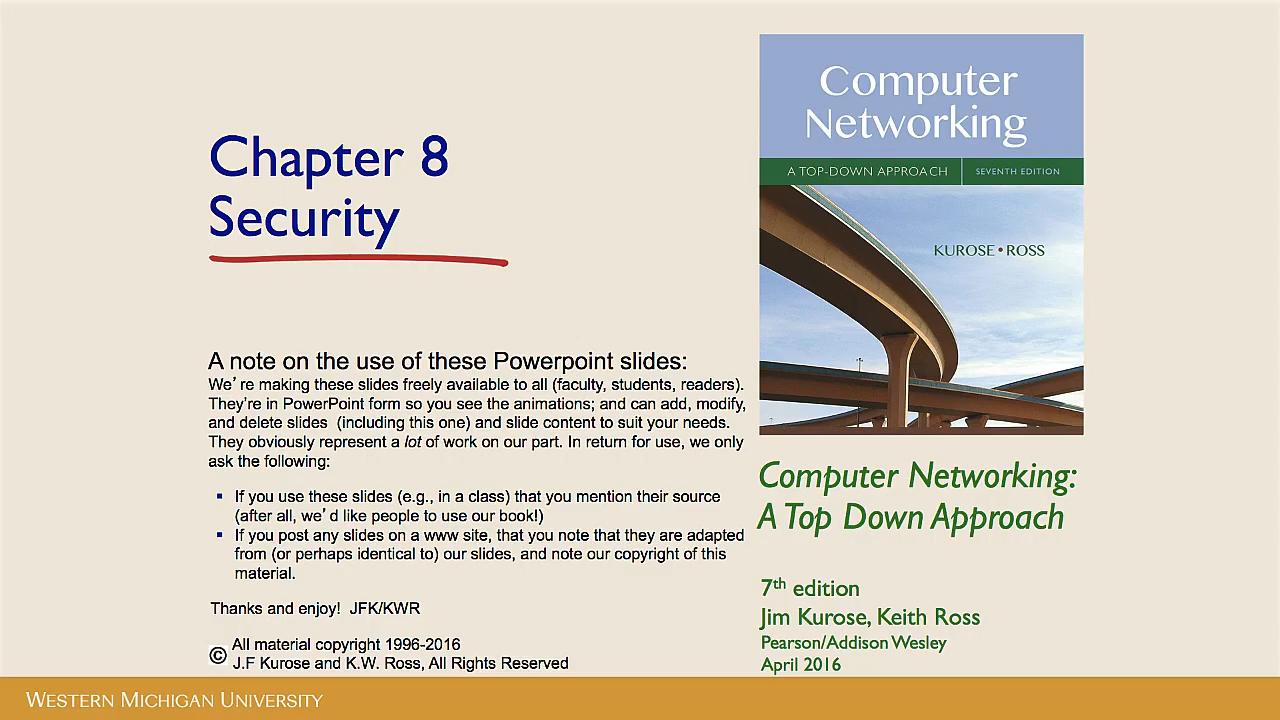 Chapter 8
Security
A note on the use of these Powerpoint slides:
We're making these slides freely available to all (faculty, students, readers).
They're in PowerPoint form so you see the animations; and can add, modify,
and delete slides (including this one) and slide content to suit your needs.
They obviously represent a lot of work on our part. In return for use, we only
ask the following:
▪ If you use these slides (e.g., in a class) that you mention their source
(after all, we'd like people to use our book!)
▪ If you post any slides on a www site, that you note that they are adapted
from (or perhaps identical to) our slides, and note our copyright of this
material.
Thanks and enjoy! JFK/KWR
© All material copyright 1996-2016
J.F Kurose and K.W. Ross, All Rights Reserved
Computer
Networking
A TOP-DOWN APPROACH SEVENTH EDITION
KUROSE • ROSS
Computer Networking:
A Top Down Approach
7th edition
Jim Kurose, Keith Ross
Pearson/Addison Wesley
April 2016
WESTERN MICHIGAN UNIVERSITY